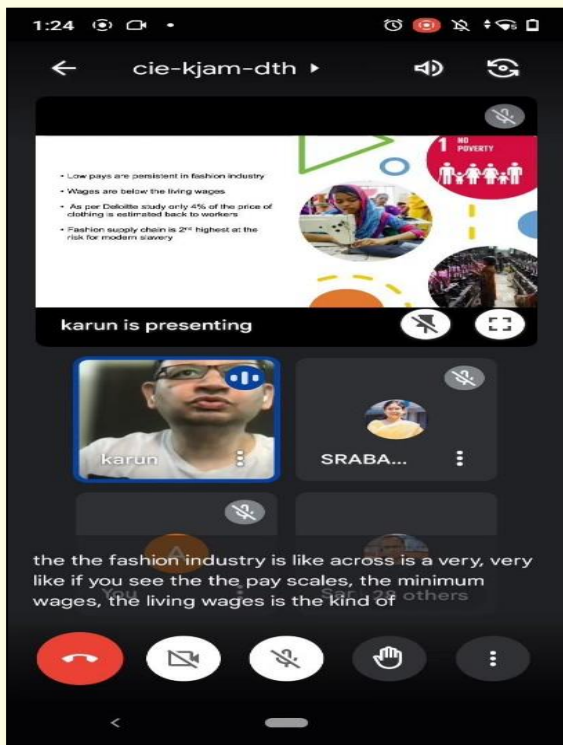 1:24
cie-kjam-dth
1 NO
POVERTY
• Low pays are persistent in fashion industry
• Wages are below the living wages
• As per Deloitte study only 4% of the price of
clothing is estimated back to workers
• Fashion supply chain is 2nd highest at the
risk for modern slavery
karun is presenting
karun
SRABA...
A
the the fashion industry is like across is a very, very
like if you see the the pay scales, the minimum
wages, the living wages is the kind of
You
Sar
28 others